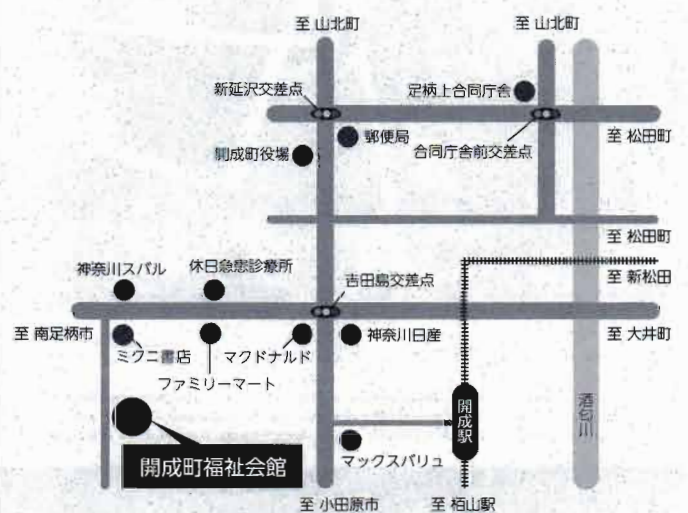 至 山北町
至 山北町
新延沢交差点
足柄上合同庁舎
郵便局
至 松田町
開成町役場
合同庁舎前交差点
至 松田町
神奈川スバル
休日急患診療所
至 新松田
吉田島交差点
至 南足柄市
ミクニ書店
マクドナルド
神奈川日産
至 大井町
ファミリーマート
開成駅
酒匂川
開成町福祉会館
マックスバリュ
至 小田原市
至 栢山駅